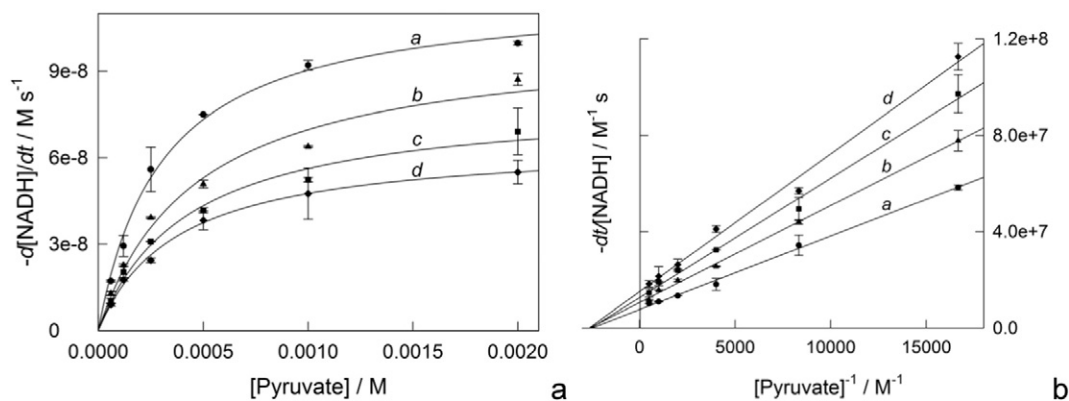 -d[NADH]/dt / M s⁻¹
9e-8
6e-8
3e-8
0
a
b
c
d
0.0000 0.0005 0.0010 0.0015 0.0020
[Pyruvate] / M
a
-dt/[NADH] / M⁻¹ s
1.2e+8
8.0e+7
4.0e+7
0.0
d
c
b
a
0 5000 10000 15000
[Pyruvate]⁻¹ / M⁻¹
b